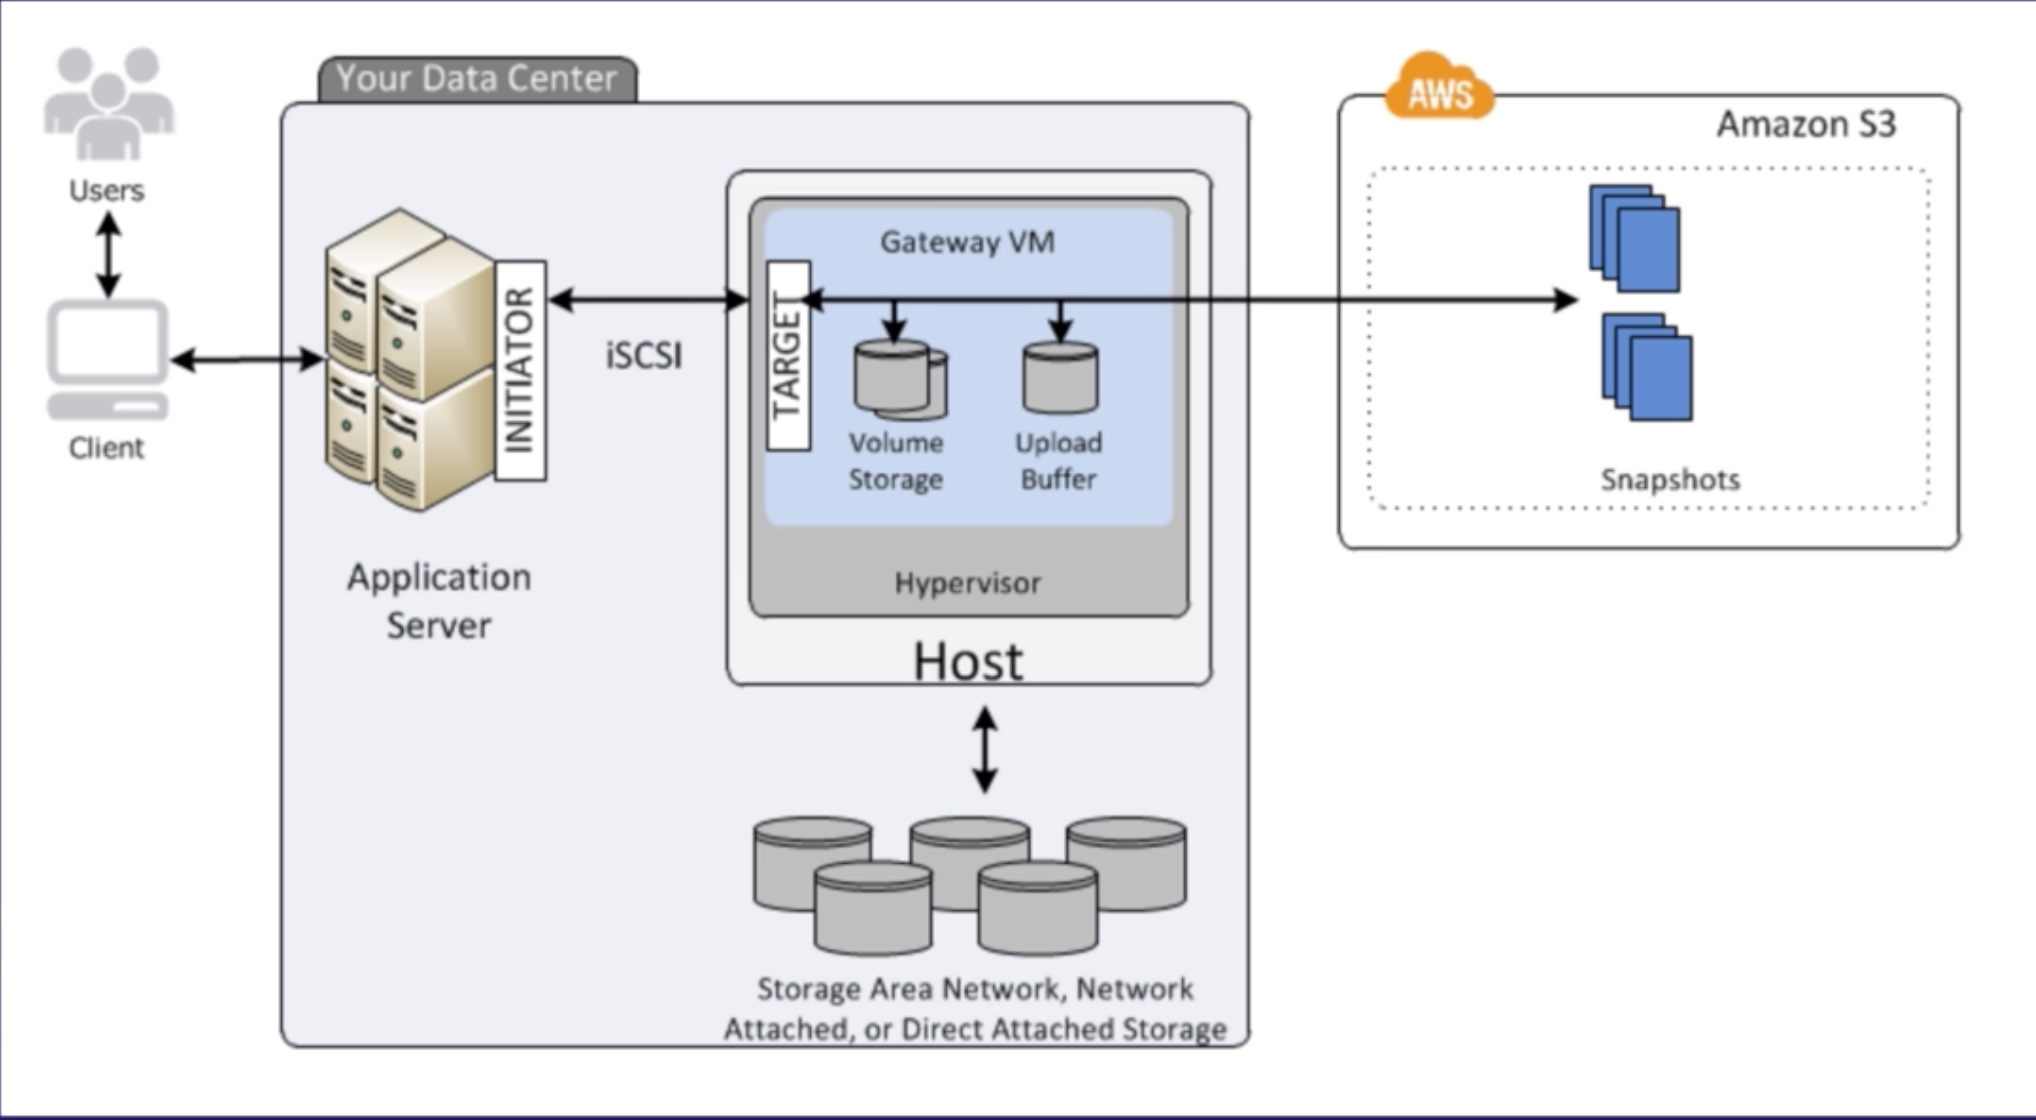 Your Data Center
AWS
Amazon S3
Users
Client
Application
Server
INITIATOR
iSCSI
TARGET
Gateway VM
Volume
Storage
Upload
Buffer
Hypervisor
Host
Storage Area Network, Network
Attached, or Direct Attached Storage
Snapshots